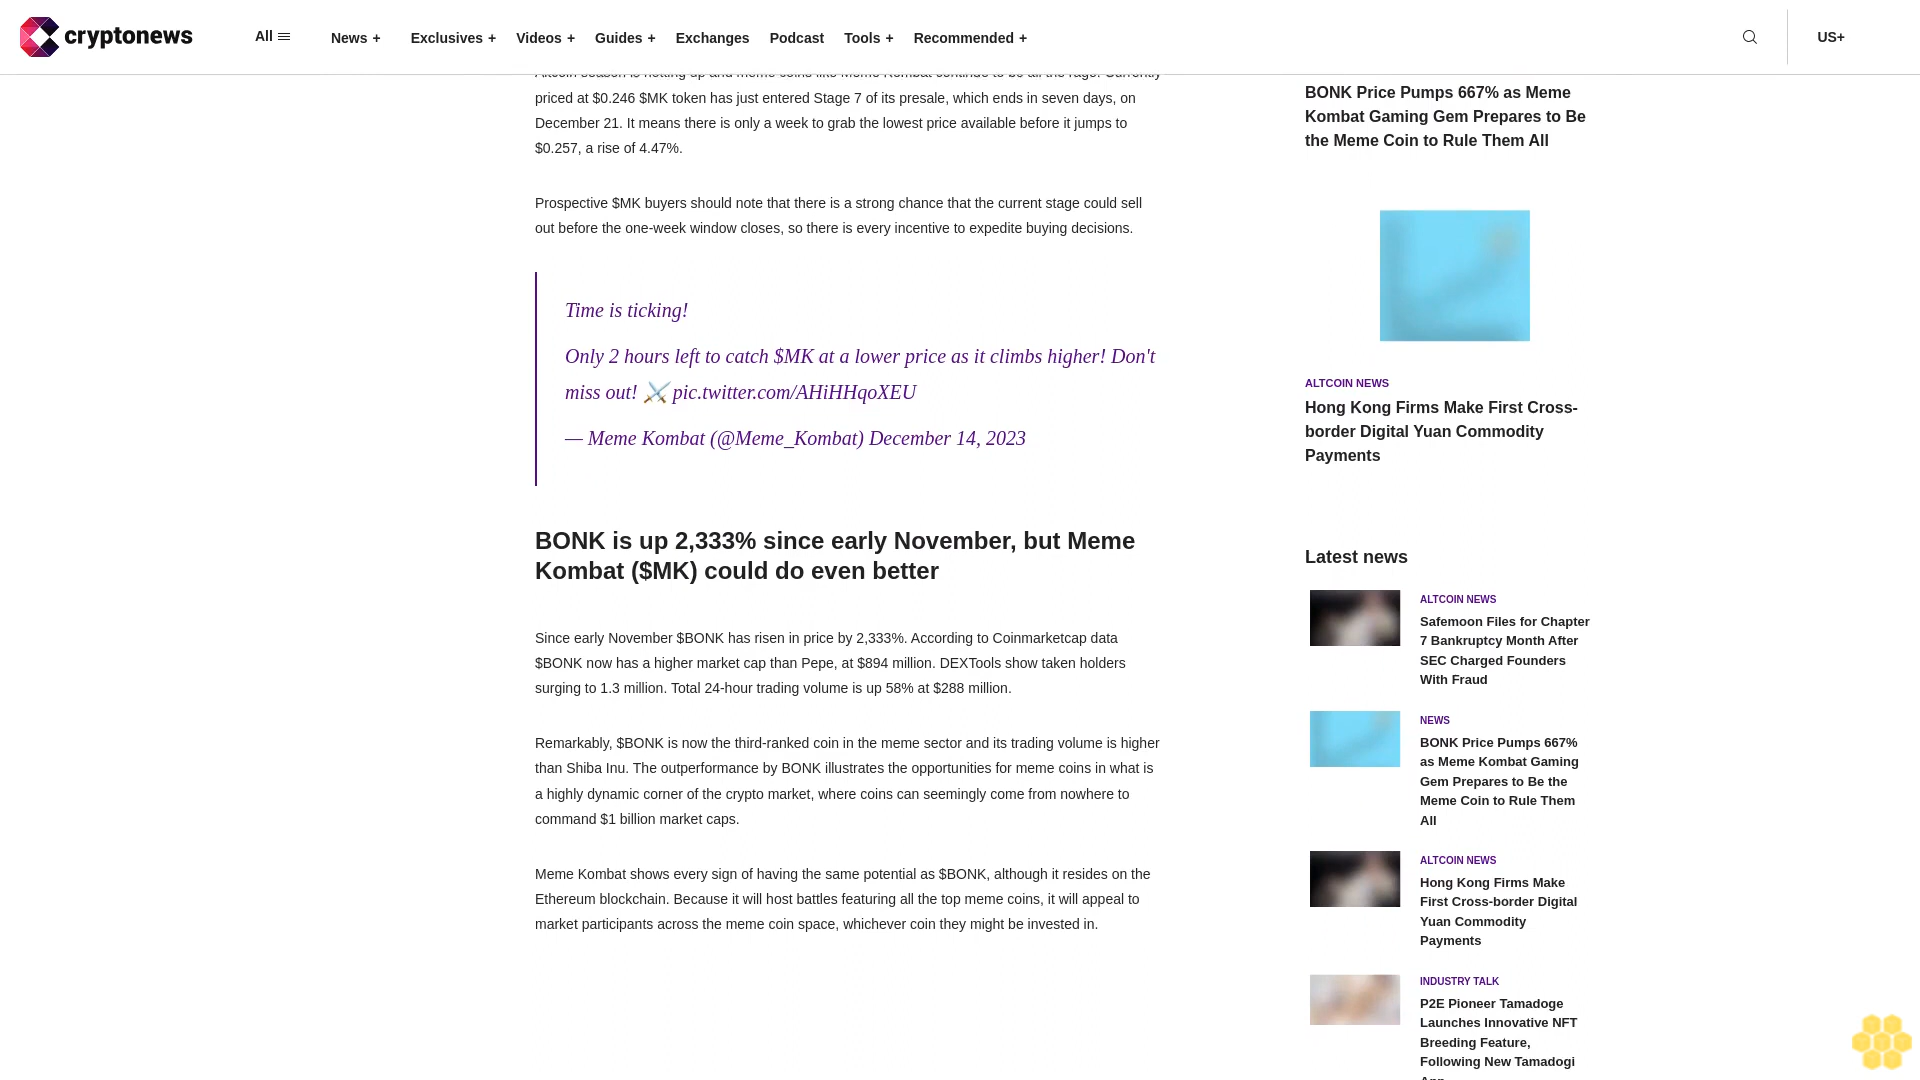 cryptonews
All
News +
Exclusives +
Videos +
Guides +
Exchanges
Podcast
Tools +
Recommended +
US+
Altcoin season is hotting up and meme coins like Meme Kombat continue to be all the rage. Currently
priced at $0.246 $MK token has just entered Stage 7 of its presale, which ends in seven days, on
December 21. It means there is only a week to grab the lowest price available before it jumps to
$0.257, a rise of 4.47%.
Prospective $MK buyers should note that there is a strong chance that the current stage could sell
out before the one-week window closes, so there is every incentive to expedite buying decisions.
Time is ticking!
Only 2 hours left to catch $MK at a lower price as it climbs higher! Don't
miss out! ⚔️ pic.twitter.com/AHiHHqoXEU
— Meme Kombat (@Meme_Kombat) December 14, 2023
BONK is up 2,333% since early November, but Meme
Kombat ($MK) could do even better
Since early November $BONK has risen in price by 2,333%. According to Coinmarketcap data
$BONK now has a higher market cap than Pepe, at $894 million. DEXTools show taken holders
surging to 1.3 million. Total 24-hour trading volume is up 58% at $288 million.
Remarkably, $BONK is now the third-ranked coin in the meme sector and its trading volume is higher
than Shiba Inu. The outperformance by BONK illustrates the opportunities for meme coins in what is
a highly dynamic corner of the crypto market, where coins can seemingly come from nowhere to
command $1 billion market caps.
Meme Kombat shows every sign of having the same potential as $BONK, although it resides on the
Ethereum blockchain. Because it will host battles featuring all the top meme coins, it will appeal to
market participants across the meme coin space, whichever coin they might be invested in.
BONK Price Pumps 667% as Meme
Kombat Gaming Gem Prepares to Be
the Meme Coin to Rule Them All
ALTCOIN NEWS
Hong Kong Firms Make First Cross-
border Digital Yuan Commodity
Payments
Latest news
ALTCOIN NEWS
Safemoon Files for Chapter
7 Bankruptcy Month After
SEC Charged Founders
With Fraud
NEWS
BONK Price Pumps 667%
as Meme Kombat Gaming
Gem Prepares to Be the
Meme Coin to Rule Them
All
ALTCOIN NEWS
Hong Kong Firms Make
First Cross-border Digital
Yuan Commodity
Payments
INDUSTRY TALK
P2E Pioneer Tamadoge
Launches Innovative NFT
Breeding Feature,
Following New Tamadogi